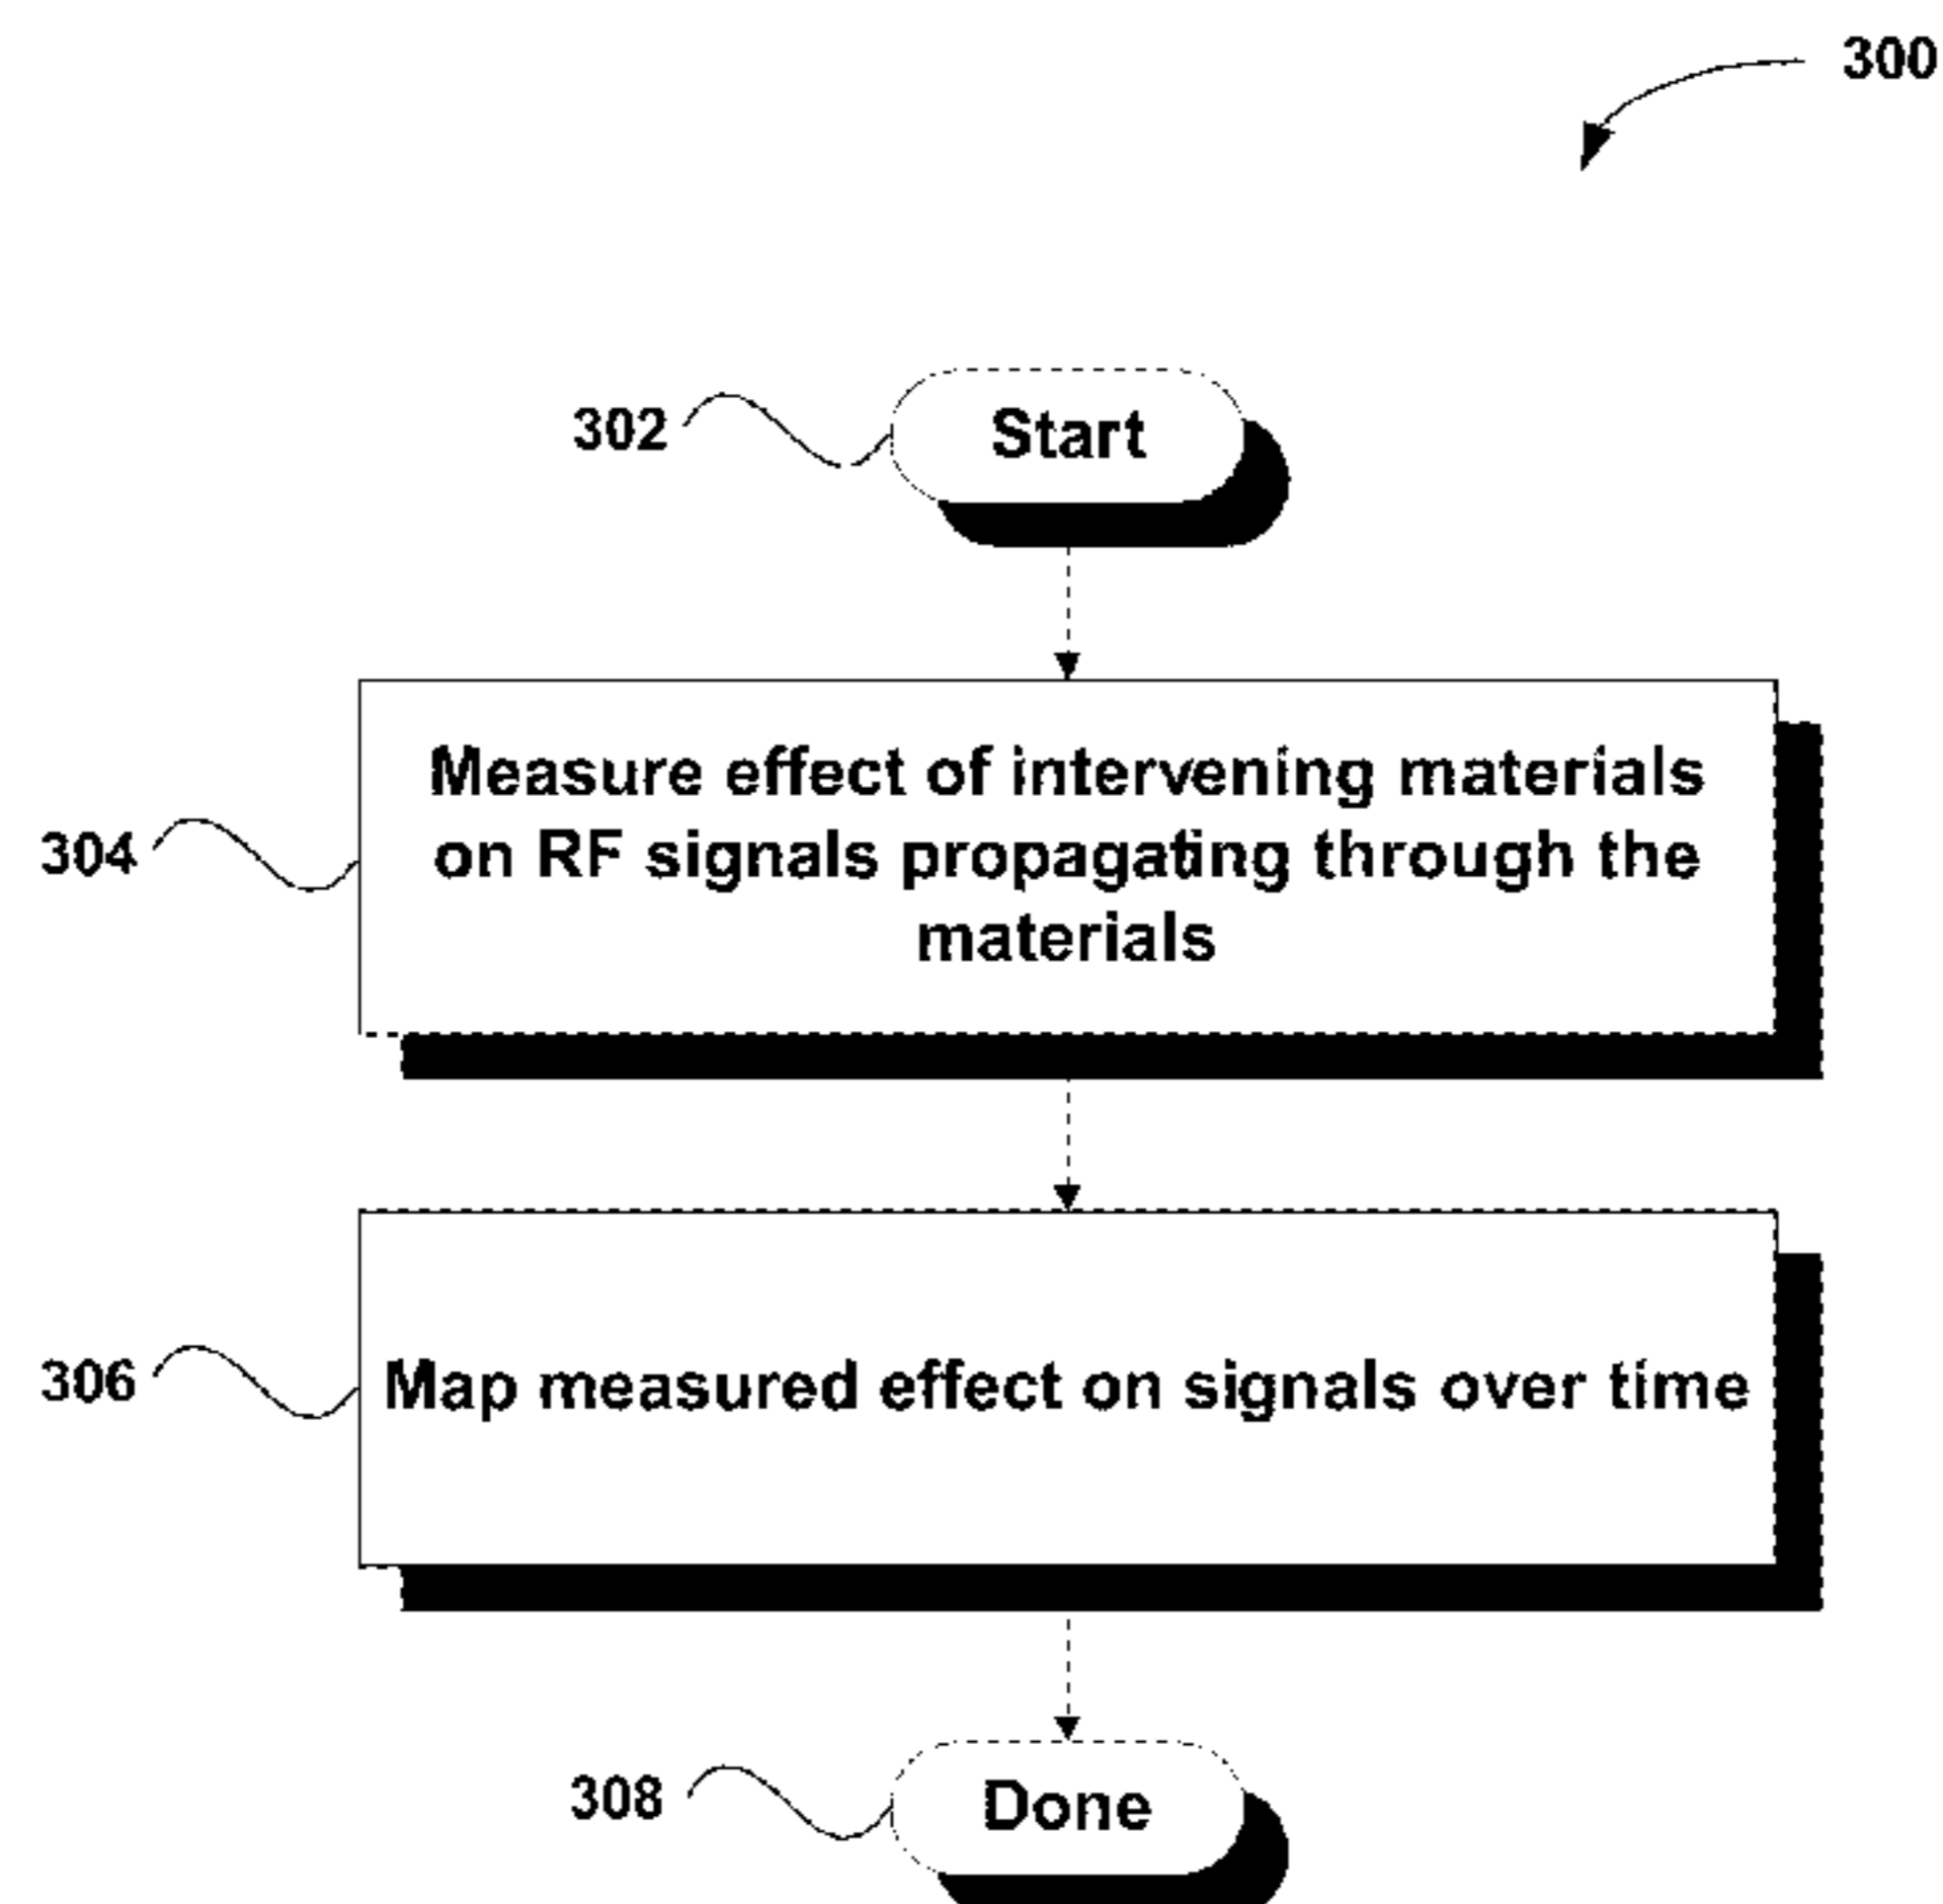 300
302
Start
304
Measure effect of intervening materials
on RF signals propagating through the
materials
306
Map measured effect on signals over time
308
Done